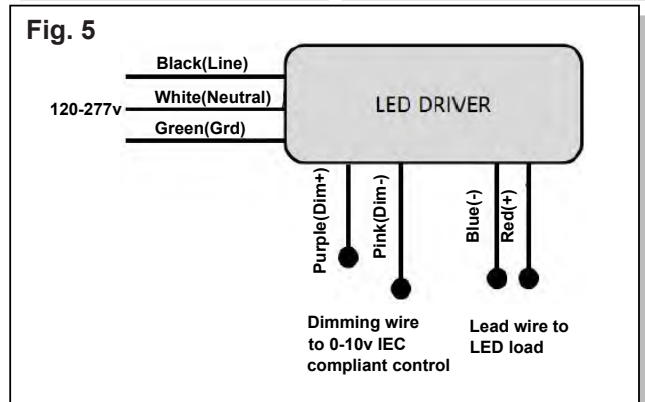 Fig. 5
Black(Line)
White(Neutral)
120-277v
Green(Grd)
LED DRIVER
Purple(Dim+)
Pink(Dim-)
Blue(-)
Red(+)
Dimming wire
to 0-10v IEC
compliant control
Lead wire to
LED load